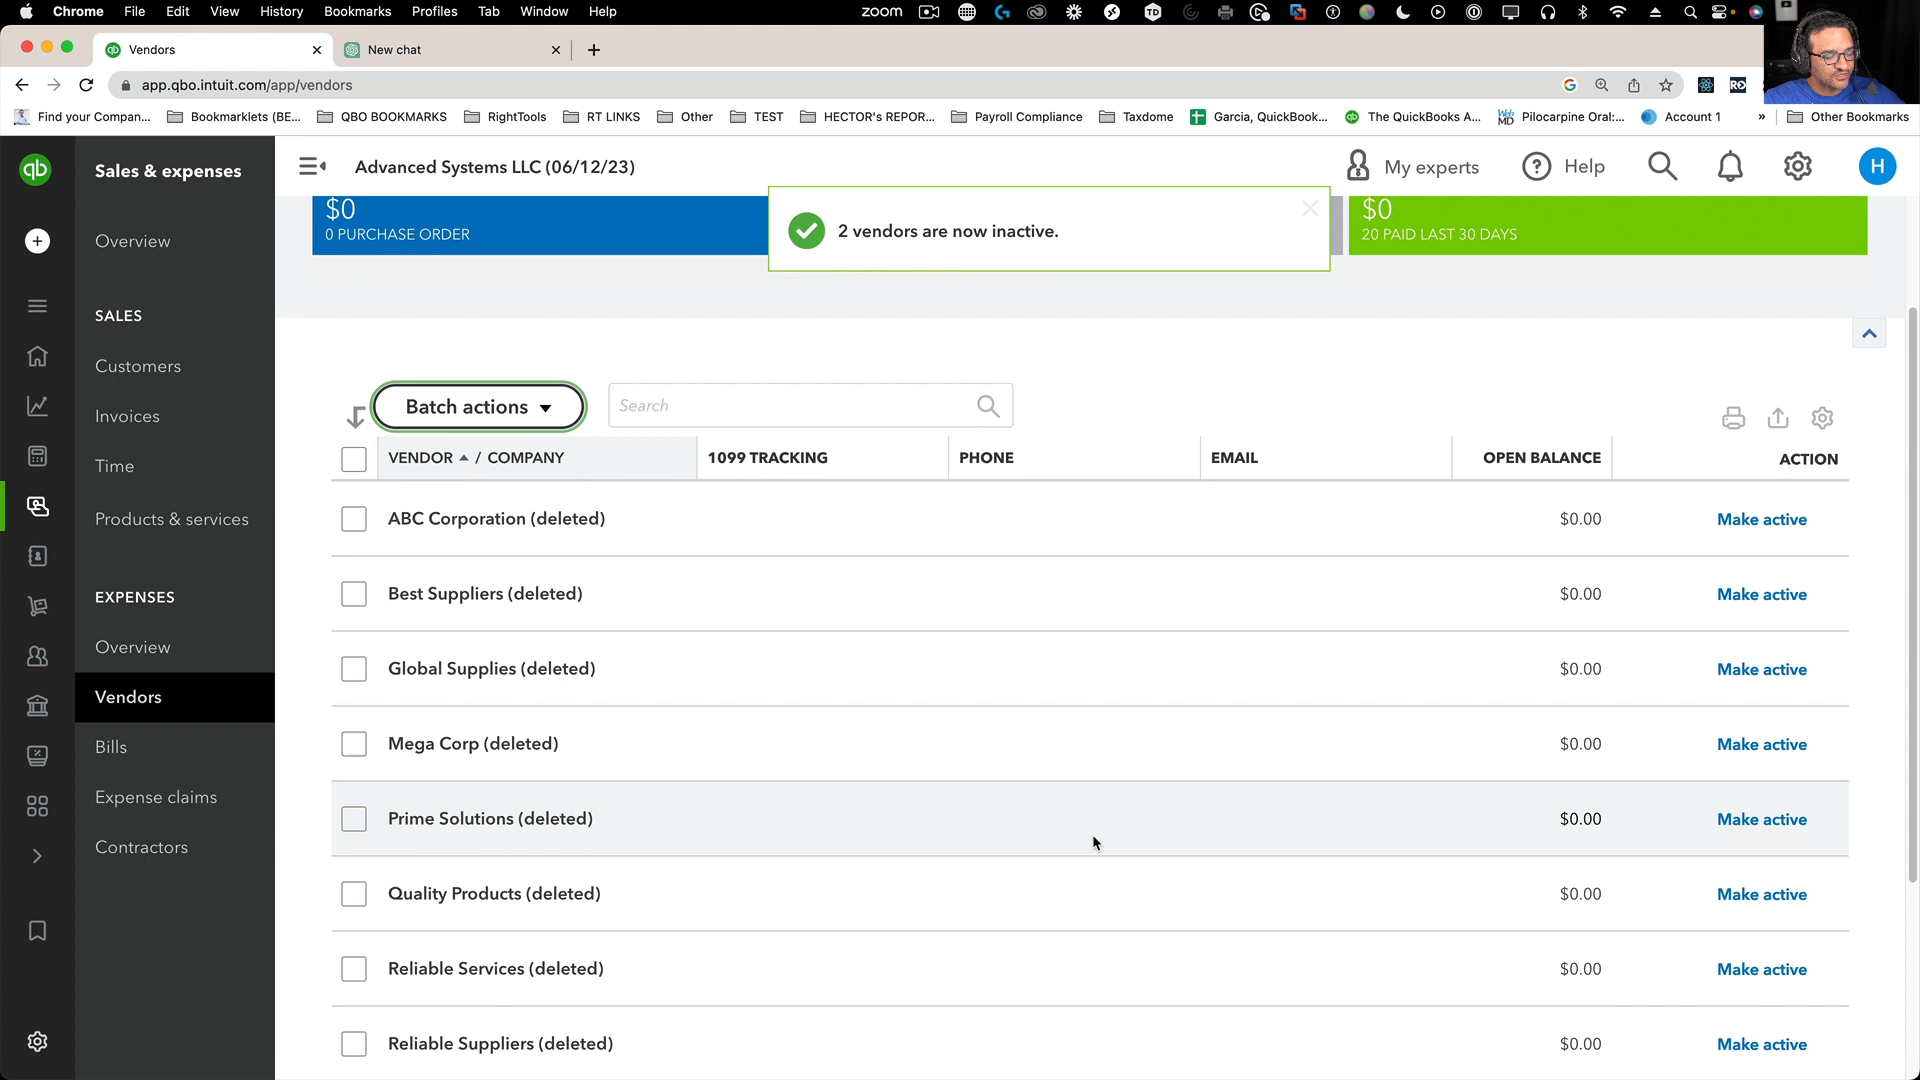 Chrome File Edit View History Bookmarks Profiles Tab Window Help zoom TD
qb Vendors New chat
app.qbo.intuit.com/app/vendors
Find your Compan... Bookmarklets (BE... QBO BOOKMARKS RightTools RT LINKS Other TEST HECTOR's REPOR... Payroll Compliance Taxdome Garcia, QuickBook... The QuickBooks A... Web MD Pilocarpine Oral:... Account 1 » Other Bookmarks
qb Sales & expenses Advanced Systems LLC (06/12/23) My experts Help H
$0 $0
0 PURCHASE ORDER 2 vendors are now inactive. 20 PAID LAST 30 DAYS
Overview
SALES
Customers
Invoices
Time
Products & services
EXPENSES
Overview
Vendors
Bills
Expense claims
Contractors
Batch actions Search
VENDOR / COMPANY 1099 TRACKING PHONE EMAIL OPEN BALANCE ACTION
ABC Corporation (deleted) $0.00 Make active
Best Suppliers (deleted) $0.00 Make active
Global Supplies (deleted) $0.00 Make active
Mega Corp (deleted) $0.00 Make active
Prime Solutions (deleted) $0.00 Make active
Quality Products (deleted) $0.00 Make active
Reliable Services (deleted) $0.00 Make active
Reliable Suppliers (deleted) $0.00 Make active